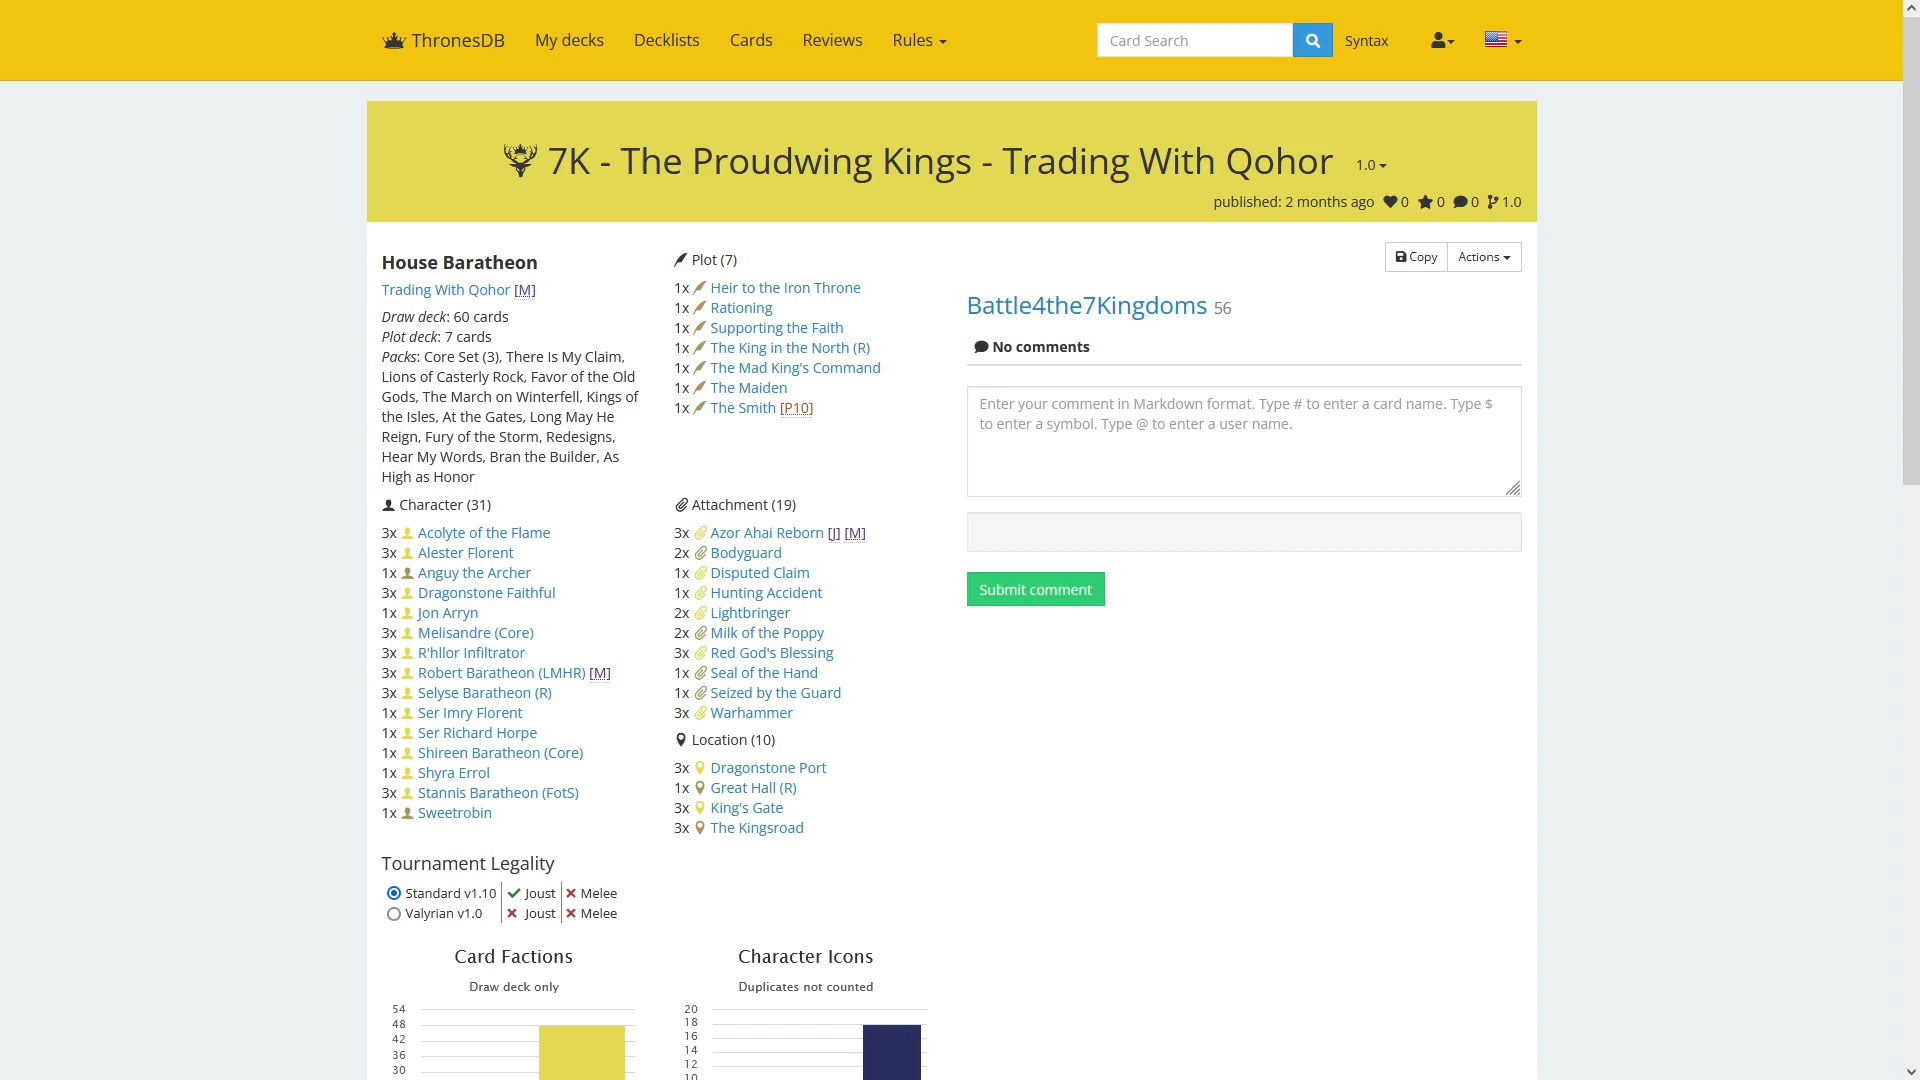 ThronesDB My decks Decklists Cards Reviews Rules Card Search Syntax
7K - The Proudwing Kings - Trading With Qohor 1.0
published: 2 months ago 0 0 0 1.0
House Baratheon
Trading With Qohor [M]
Draw deck: 60 cards
Plot deck: 7 cards
Packs: Core Set (3), There Is My Claim,
Lions of Casterly Rock, Favor of the Old
Gods, The March on Winterfell, Kings of
the Isles, At the Gates, Long May He
Reign, Fury of the Storm, Redesigns,
Hear My Words, Bran the Builder, As
High as Honor
Plot (7)
1x Heir to the Iron Throne
1x Rationing
1x Supporting the Faith
1x The King in the North (R)
1x The Mad King's Command
1x The Maiden
1x The Smith [P10]
Character (31)
3x Acolyte of the Flame
3x Alester Florent
1x Anguy the Archer
3x Dragonstone Faithful
1x Jon Arryn
3x Melisandre (Core)
3x R'hllor Infiltrator
3x Robert Baratheon (LMHR) [M]
3x Selyse Baratheon (R)
1x Ser Imry Florent
1x Ser Richard Horpe
1x Shireen Baratheon (Core)
1x Shyra Errol
3x Stannis Baratheon (FotS)
1x Sweetrobin
Attachment (19)
3x Azor Ahai Reborn [J] [M]
2x Bodyguard
1x Disputed Claim
1x Hunting Accident
2x Lightbringer
2x Milk of the Poppy
3x Red God's Blessing
1x Seal of the Hand
1x Seized by the Guard
3x Warhammer
Location (10)
3x Dragonstone Port
1x Great Hall (R)
3x King's Gate
3x The Kingsroad
Copy Actions
Battle4the7Kingdoms 56
No comments
Enter your comment in Markdown format. Type # to enter a card name. Type $
to enter a symbol. Type @ to enter a user name.
Submit comment
Tournament Legality
Standard v1.10 Joust Melee
Valyrian v1.0 Joust Melee
Card Factions
Draw deck only
54
48
42
36
30
Character Icons
Duplicates not counted
20
18
16
14
12
10